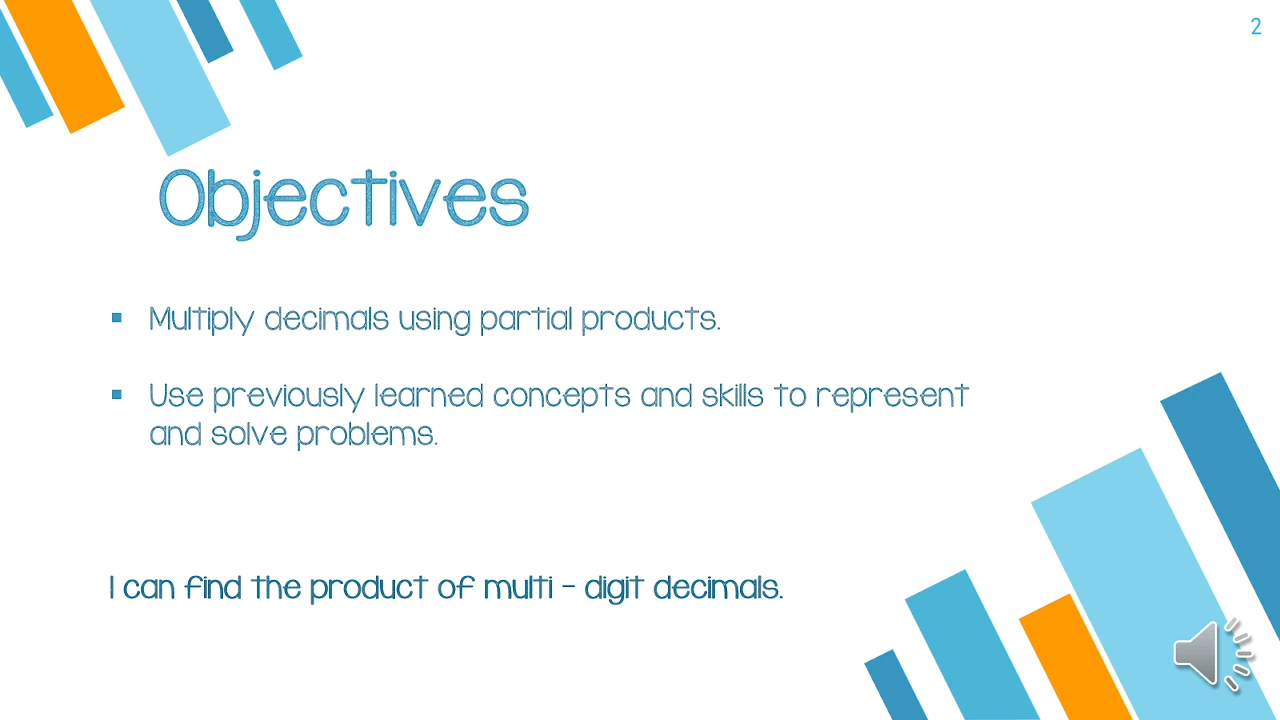 2
Objectives
▪ Multiply decimals using partial products.
▪ Use previously learned concepts and skills to represent
and solve problems.
I can find the product of multi - digit decimals.